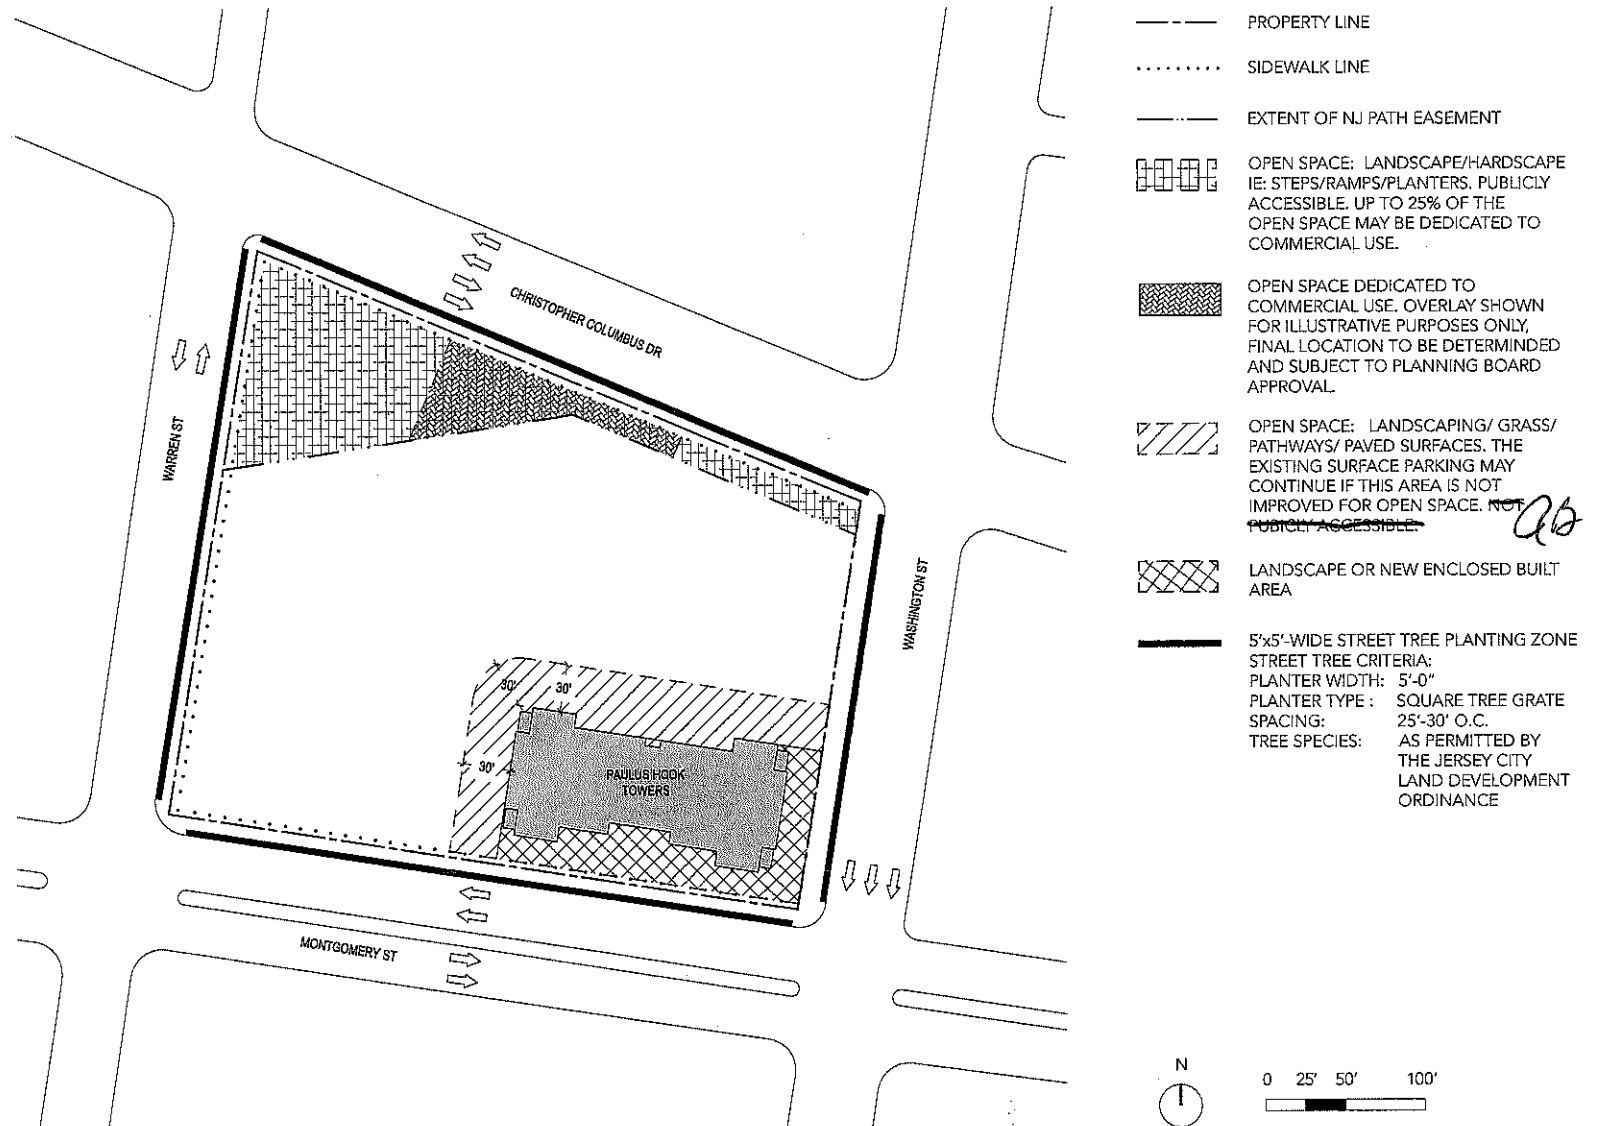 PROPERTY LINE
SIDEWALK LINE
EXTENT OF NJ PATH EASEMENT
OPEN SPACE: LANDSCAPE/HARDSCAPE
IE: STEPS/RAMPS/PLANTERS. PUBLICLY
ACCESSIBLE. UP TO 25% OF THE
OPEN SPACE MAY BE DEDICATED TO
COMMERCIAL USE.
OPEN SPACE DEDICATED TO
COMMERCIAL USE. OVERLAY SHOWN
FOR ILLUSTRATIVE PURPOSES ONLY,
FINAL LOCATION TO BE DETERMINDED
AND SUBJECT TO PLANNING BOARD
APPROVAL.
OPEN SPACE: LANDSCAPING/ GRASS/
PATHWAYS/ PAVED SURFACES. THE
EXISTING SURFACE PARKING MAY
CONTINUE IF THIS AREA IS NOT
IMPROVED FOR OPEN SPACE. NOT
PUBICLY ACCESSIBLE.
LANDSCAPE OR NEW ENCLOSED BUILT
AREA
5'x5'-WIDE STREET TREE PLANTING ZONE
STREET TREE CRITERIA:
PLANTER WIDTH: 5'-0"
PLANTER TYPE : SQUARE TREE GRATE
SPACING: 25'-30' O.C.
TREE SPECIES: AS PERMITTED BY
THE JERSEY CITY
LAND DEVELOPMENT
ORDINANCE
CHRISTOPHER COLUMBUS DR
WARREN ST
WASHINGTON ST
30'
30'
30'
PAULUS HOOK
TOWERS
MONTGOMERY ST
N
0 25' 50' 100'